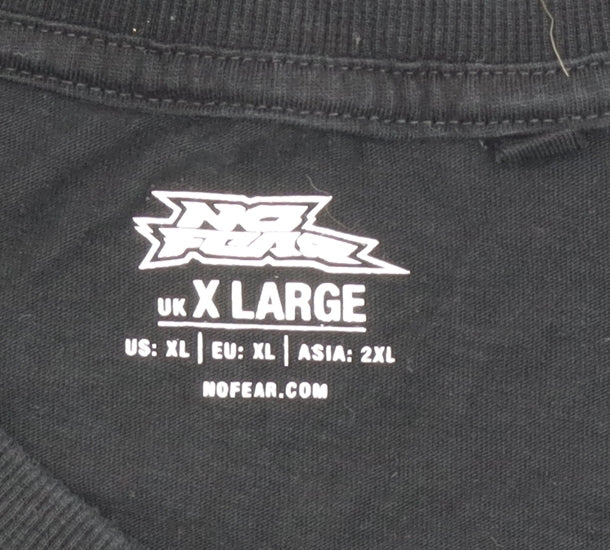 NO
FEAR
UK X LARGE
US: XL | EU: XL | ASIA: 2XL
NOFEAR.COM